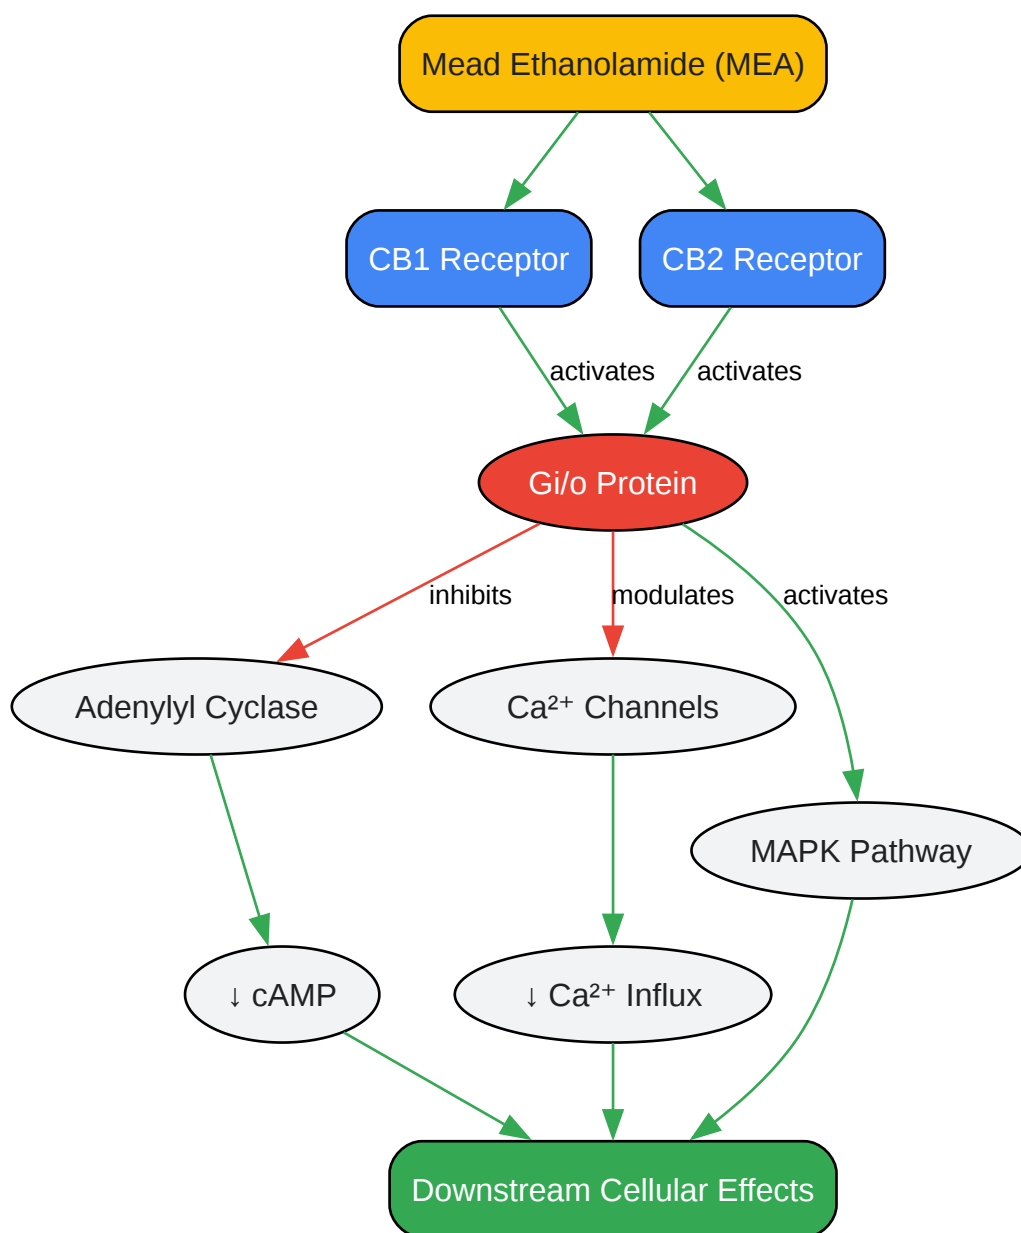 Mead Ethanolamide (MEA)
CB1 Receptor
CB2 Receptor
activates
activates
Gi/o Protein
inhibits
modulates
activates
Adenylyl Cyclase
Ca²⁺ Channels
MAPK Pathway
↓ cAMP
↓ Ca²⁺ Influx
Downstream Cellular Effects